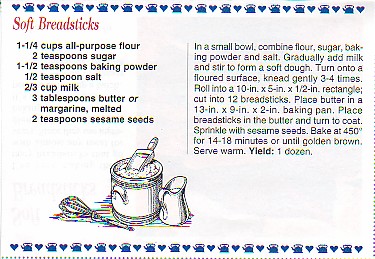 Soft Breadsticks
1-1/4 cups all-purpose flour
2 teaspoons sugar
1-1/2 teaspoons baking powder
1/2 teaspoon salt
2/3 cup milk
3 tablespoons butter or
margarine, melted
2 teaspoons sesame seeds
In a small bowl, combine flour, sugar, bak-
ing powder and salt. Gradually add milk
and stir to form a soft dough. Turn onto a
floured surface, knead gently 3-4 times.
Roll into a 10-in. x 5-in. x 1/2-in. rectangle;
cut into 12 breadsticks. Place butter in a
13-in. x 9-in. x 2-in. baking pan. Place
breadsticks in the butter and turn to coat.
Sprinkle with sesame seeds. Bake at 450°
for 14-18 minutes or until golden brown.
Serve warm. Yield: 1 dozen.